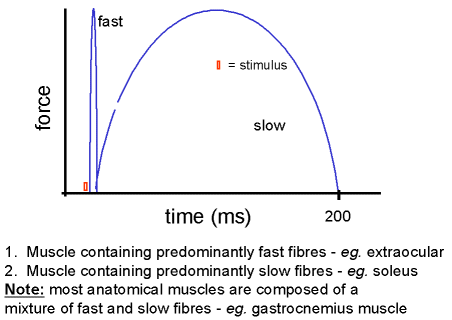 fast
= stimulus
force
slow
time (ms)
200
1. Muscle containing predominantly fast fibres - eg. extraocular
2. Muscle containing predominantly slow fibres - eg. soleus
Note: most anatomical muscles are composed of a
mixture of fast and slow fibres - eg. gastrocnemius muscle